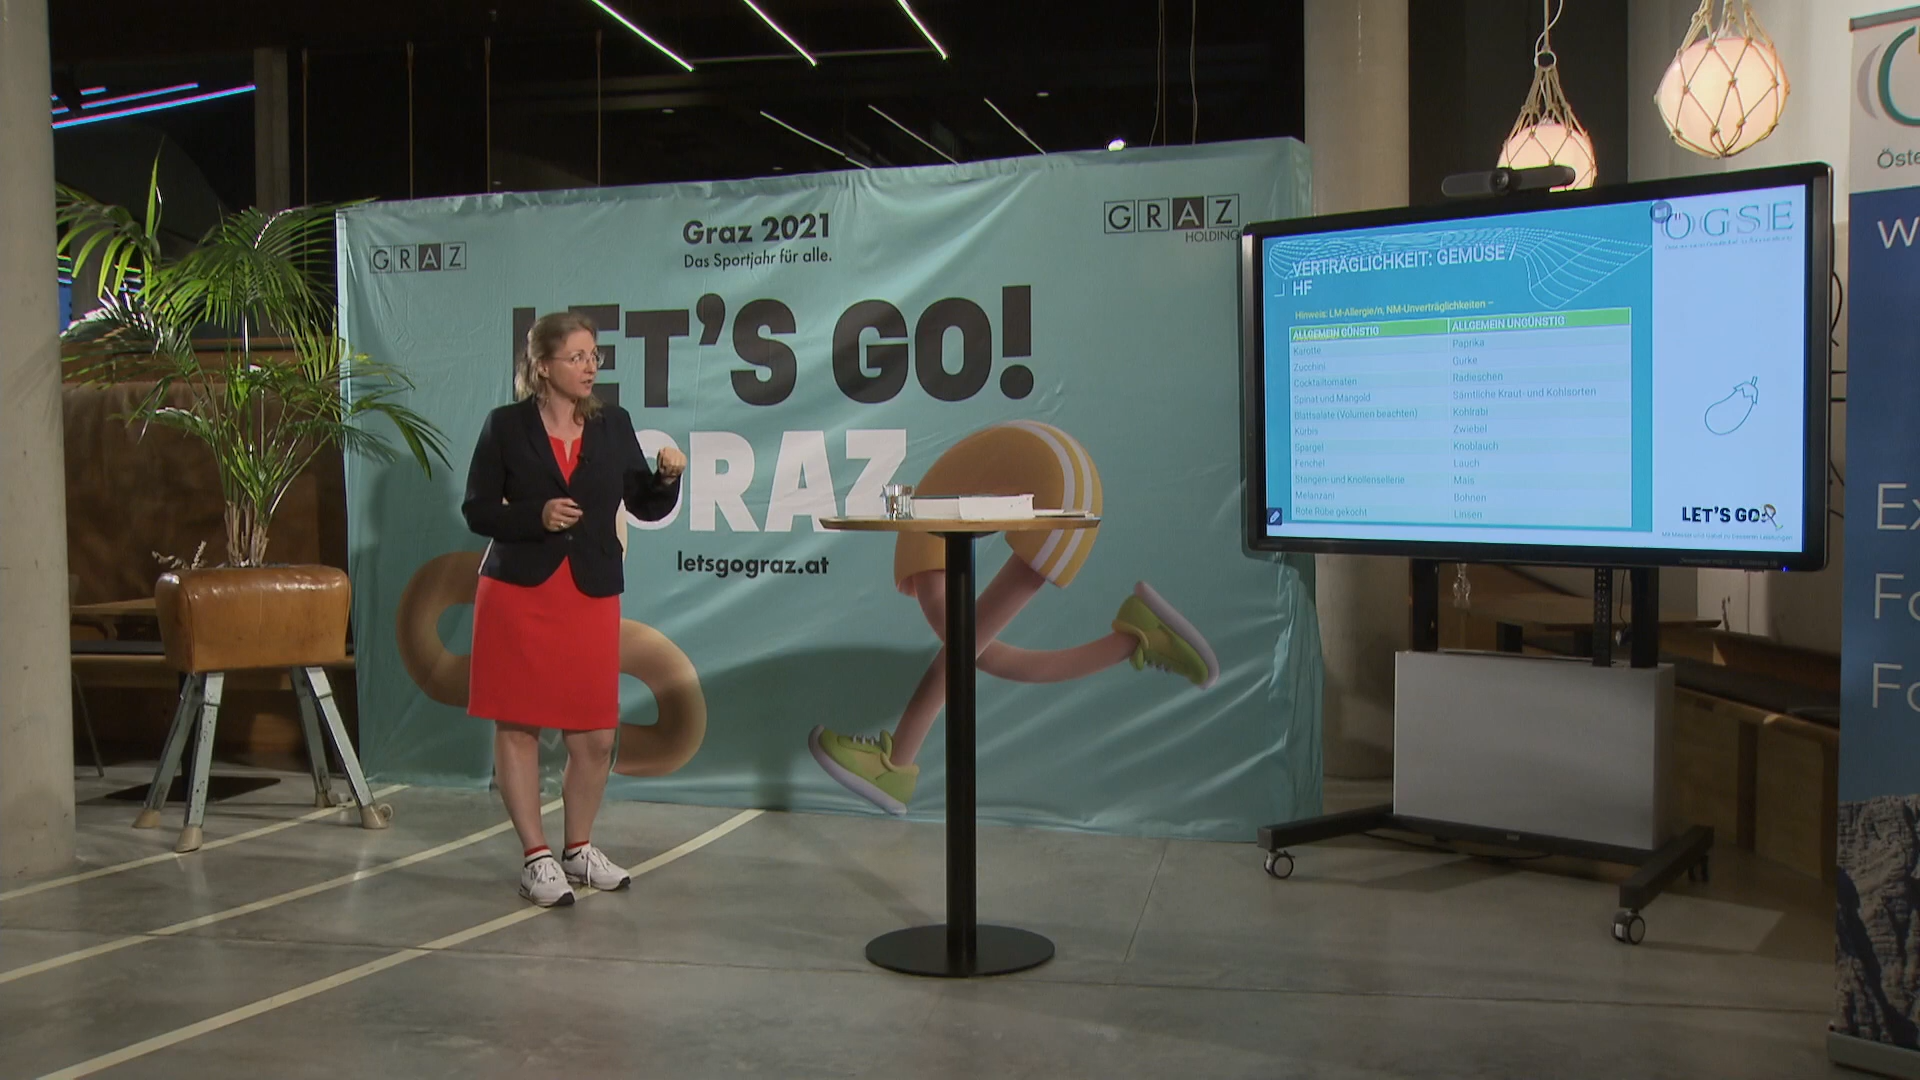 GRAZ
Graz 2021
Das Sportjahr für alle.
GRAZ
HOLDING
LET'S GO!
GRAZ
letsgograz.at
ÖGSE
VERTRÄGLICHKEIT: GEMÜSE /
HF
Hinweis: LM-Allergie/n, NM-Unverträglichkeiten –
ALLGEMEIN GÜNSTIG
ALLGEMEIN UNGÜNSTIG
Karotte
Paprika
Zucchini
Gurke
Cocktailtomaten
Radieschen
Spinat und Mangold
Sämtliche Kraut- und Kohlsorten
Blattsalate (Volumen beachten)
Kohlrabi
Kürbis
Zwiebel
Spargel
Knoblauch
Fenchel
Lauch
Stangen- und Knollensellerie
Mais
Melanzani
Bohnen
Rote Rübe gekocht
Linsen
LET'S GO!
Öste
W
Ex
Fo
Fo